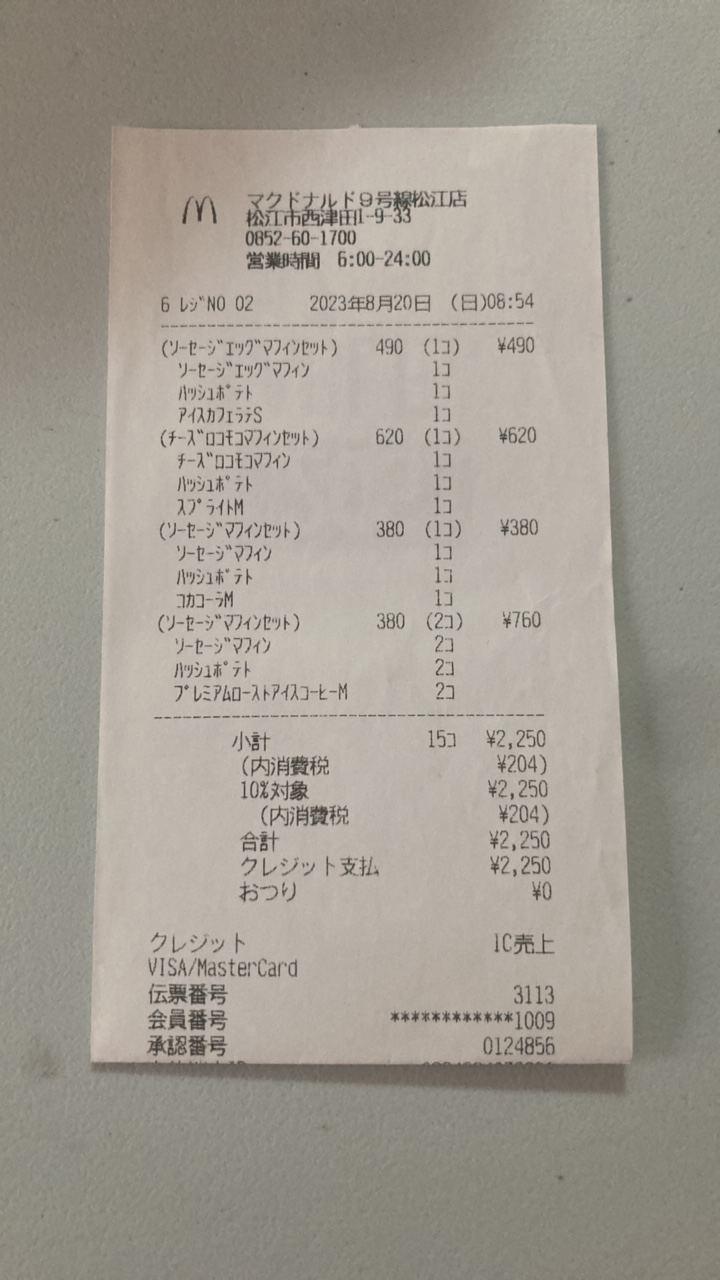 マクドナルド９号線松江店
松江市西津田1-9-33
0852-60-1700
営業時間 6:00-24:00
6 ﾚｼﾞNO 02 2023年8月20日 (日)08:54
(ｿｰｾｰｼﾞｴｯｸﾞﾏﾌｨﾝｾｯﾄ) 490 (1ｺ) ¥490
ｿｰｾｰｼﾞｴｯｸﾞﾏﾌｨﾝ 1ｺ
ﾊｯｼｭﾎﾟﾃﾄ 1ｺ
ｱｲｽｶﾌｪﾗﾃS 1ｺ
(ﾁｰｽﾞﾛｺﾓｺﾏﾌｨﾝｾｯﾄ) 620 (1ｺ) ¥620
ﾁｰｽﾞﾛｺﾓｺﾏﾌｨﾝ 1ｺ
ﾊｯｼｭﾎﾟﾃﾄ 1ｺ
ｽﾌﾟﾗｲﾄM 1ｺ
(ｿｰｾｰｼﾞﾏﾌｨﾝｾｯﾄ) 380 (1ｺ) ¥380
ｿｰｾｰｼﾞﾏﾌｨﾝ 1ｺ
ﾊｯｼｭﾎﾟﾃﾄ 1ｺ
ｺｶｺｰﾗM 1ｺ
(ｿｰｾｰｼﾞﾏﾌｨﾝｾｯﾄ) 380 (2ｺ) ¥760
ｿｰｾｰｼﾞﾏﾌｨﾝ 2ｺ
ﾊｯｼｭﾎﾟﾃﾄ 2ｺ
ﾌﾟﾚﾐｱﾑﾛｰｽﾄｱｲｽｺｰﾋｰM 2ｺ
小計 15ｺ ¥2,250
(内消費税 ¥204)
10%対象 ¥2,250
(内消費税 ¥204)
合計 ¥2,250
クレジット支払 ¥2,250
おつり ¥0
クレジット IC売上
VISA/MasterCard
伝票番号 3113
会員番号 ************1009
承認番号 0124856